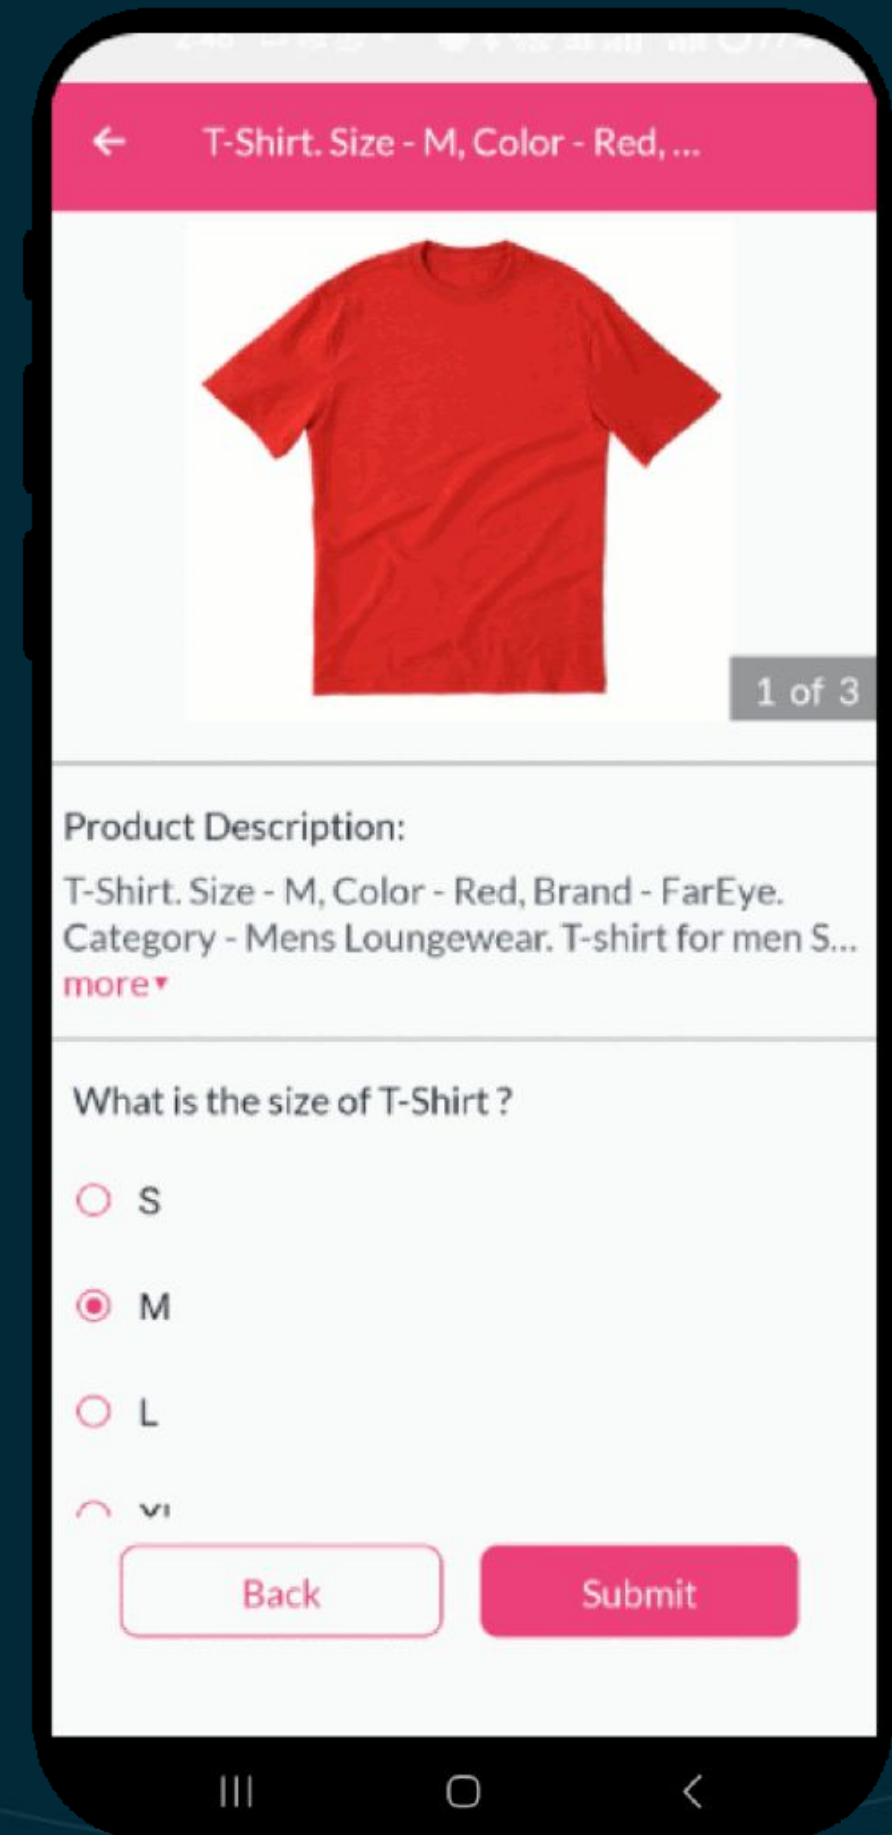 T-Shirt. Size - M, Color - Red, ...
1 of 3
Product Description:
T-Shirt. Size - M, Color - Red, Brand - FarEye.
Category - Mens Loungewear. T-shirt for men S...
more▾
What is the size of T-Shirt ?
S
M
L
Back
Submit